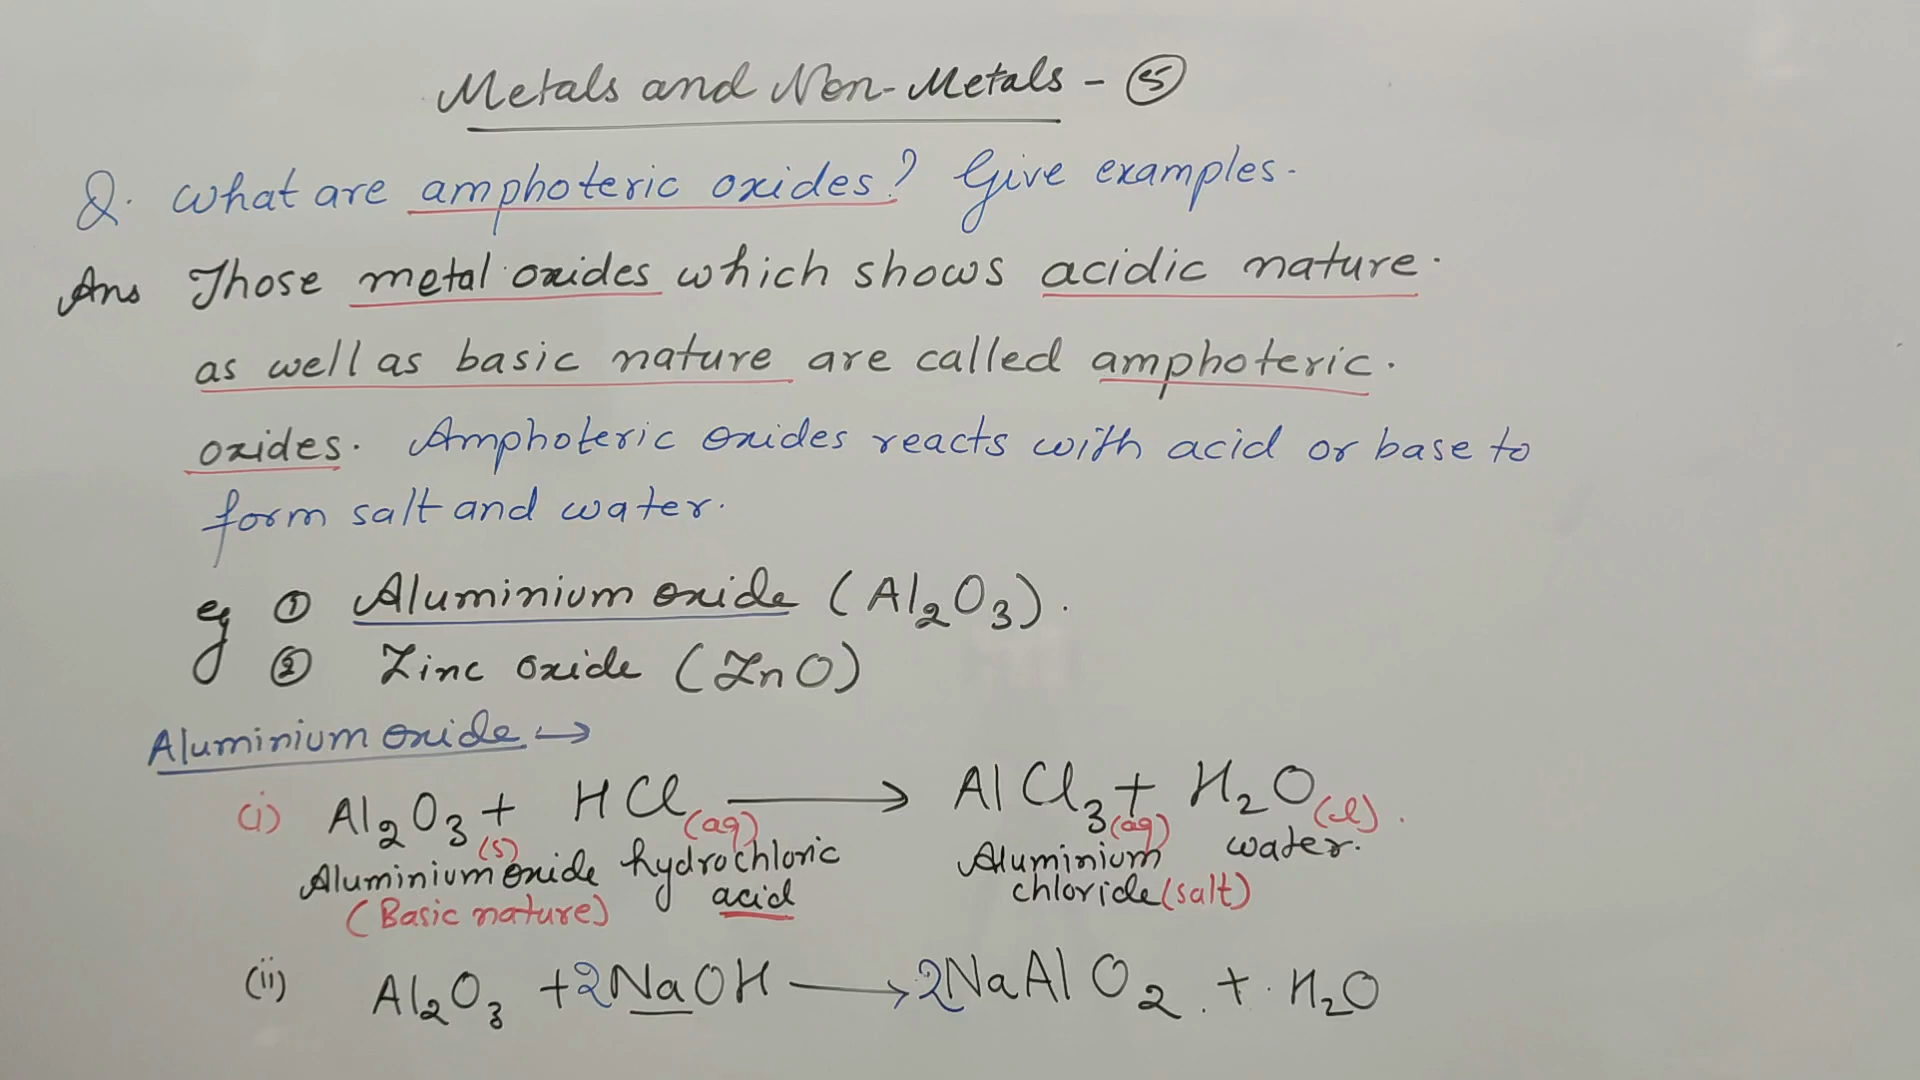 Metals and Non-Metals - ⑤
Q. What are amphoteric oxides? Give examples.
Ans Those metal oxides which shows acidic nature
as well as basic nature are called amphoteric
oxides. Amphoteric oxides reacts with acid or base to
form salt and water.
eg ① Aluminium oxide (Al₂O₃).
② Zinc oxide (ZnO)
Aluminium oxide →
(i) Al₂O₃(s) + HCl(aq) → AlCl₃(aq) + H₂O(l).
Aluminium oxide hydrochloric Aluminium water.
(Basic nature) acid chloride (salt)
(ii) Al₂O₃ + 2NaOH → 2NaAlO₂ + H₂O